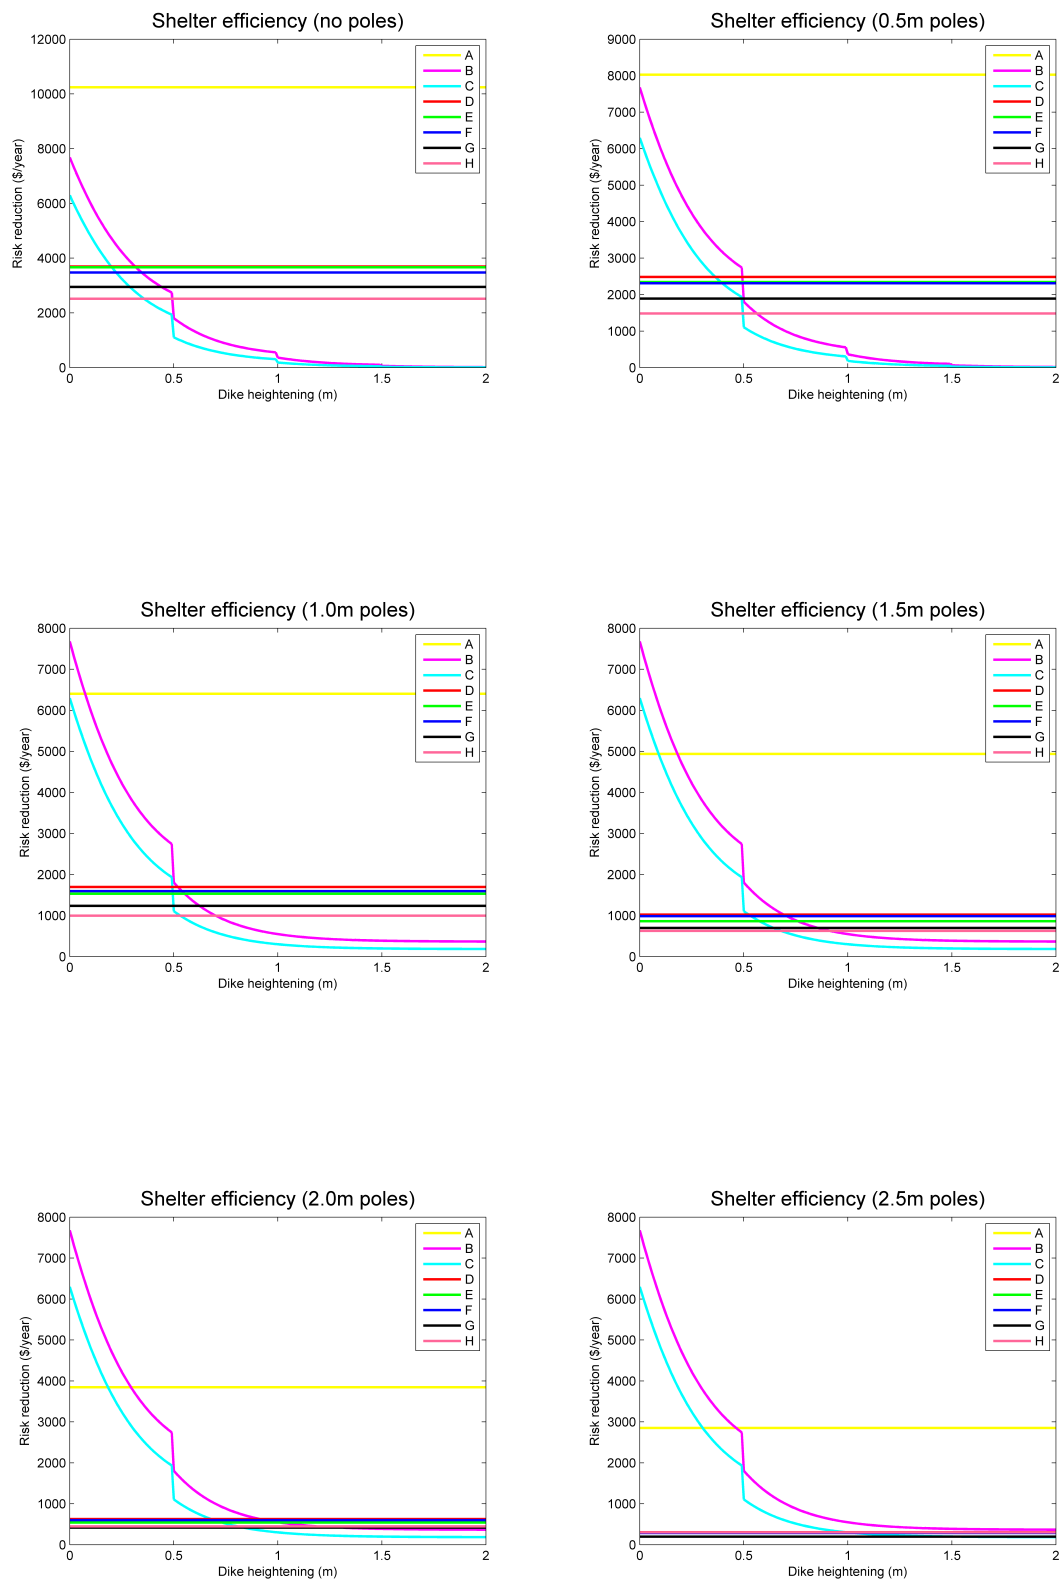 Shelter efficiency (no poles)
12000
10000
8000
6000
4000
2000
0
Risk reduction ($/year)
0 0.5 1 1.5 2
Dike heightening (m)
A
B
C
D
E
F
G
H
Shelter efficiency (0.5m poles)
9000
8000
7000
6000
5000
4000
3000
2000
1000
0
Risk reduction ($/year)
0 0.5 1 1.5 2
Dike heightening (m)
A
B
C
D
E
F
G
H
Shelter efficiency (1.0m poles)
8000
7000
6000
5000
4000
3000
2000
1000
0
Risk reduction ($/year)
0 0.5 1 1.5 2
Dike heightening (m)
A
B
C
D
E
F
G
H
Shelter efficiency (1.5m poles)
8000
7000
6000
5000
4000
3000
2000
1000
0
Risk reduction ($/year)
0 0.5 1 1.5 2
Dike heightening (m)
A
B
C
D
E
F
G
H
Shelter efficiency (2.0m poles)
8000
7000
6000
5000
4000
3000
2000
1000
0
Risk reduction ($/year)
0 0.5 1 1.5 2
Dike heightening (m)
A
B
C
D
E
F
G
H
Shelter efficiency (2.5m poles)
8000
7000
6000
5000
4000
3000
2000
1000
0
Risk reduction ($/year)
0 0.5 1 1.5 2
Dike heightening (m)
A
B
C
D
E
F
G
H